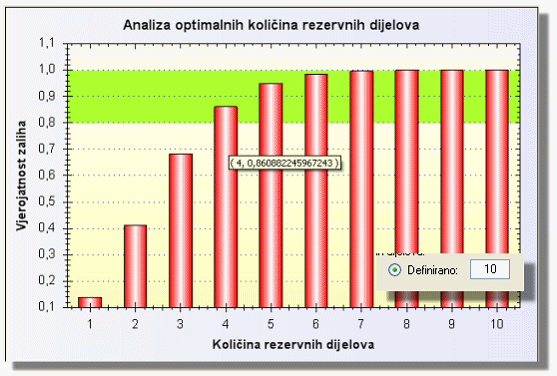 Analiza optimalnih količina rezervnih dijelova
Vjerojatnost zaliha
1,1
1,0
0,9
0,8
0,7
0,6
0,5
0,4
0,3
0,2
0,1
( 4, 0,860882245967243 )
dijelova:
Definirano: 10
1 2 3 4 5 6 7 8 9 10
Količina rezervnih dijelova